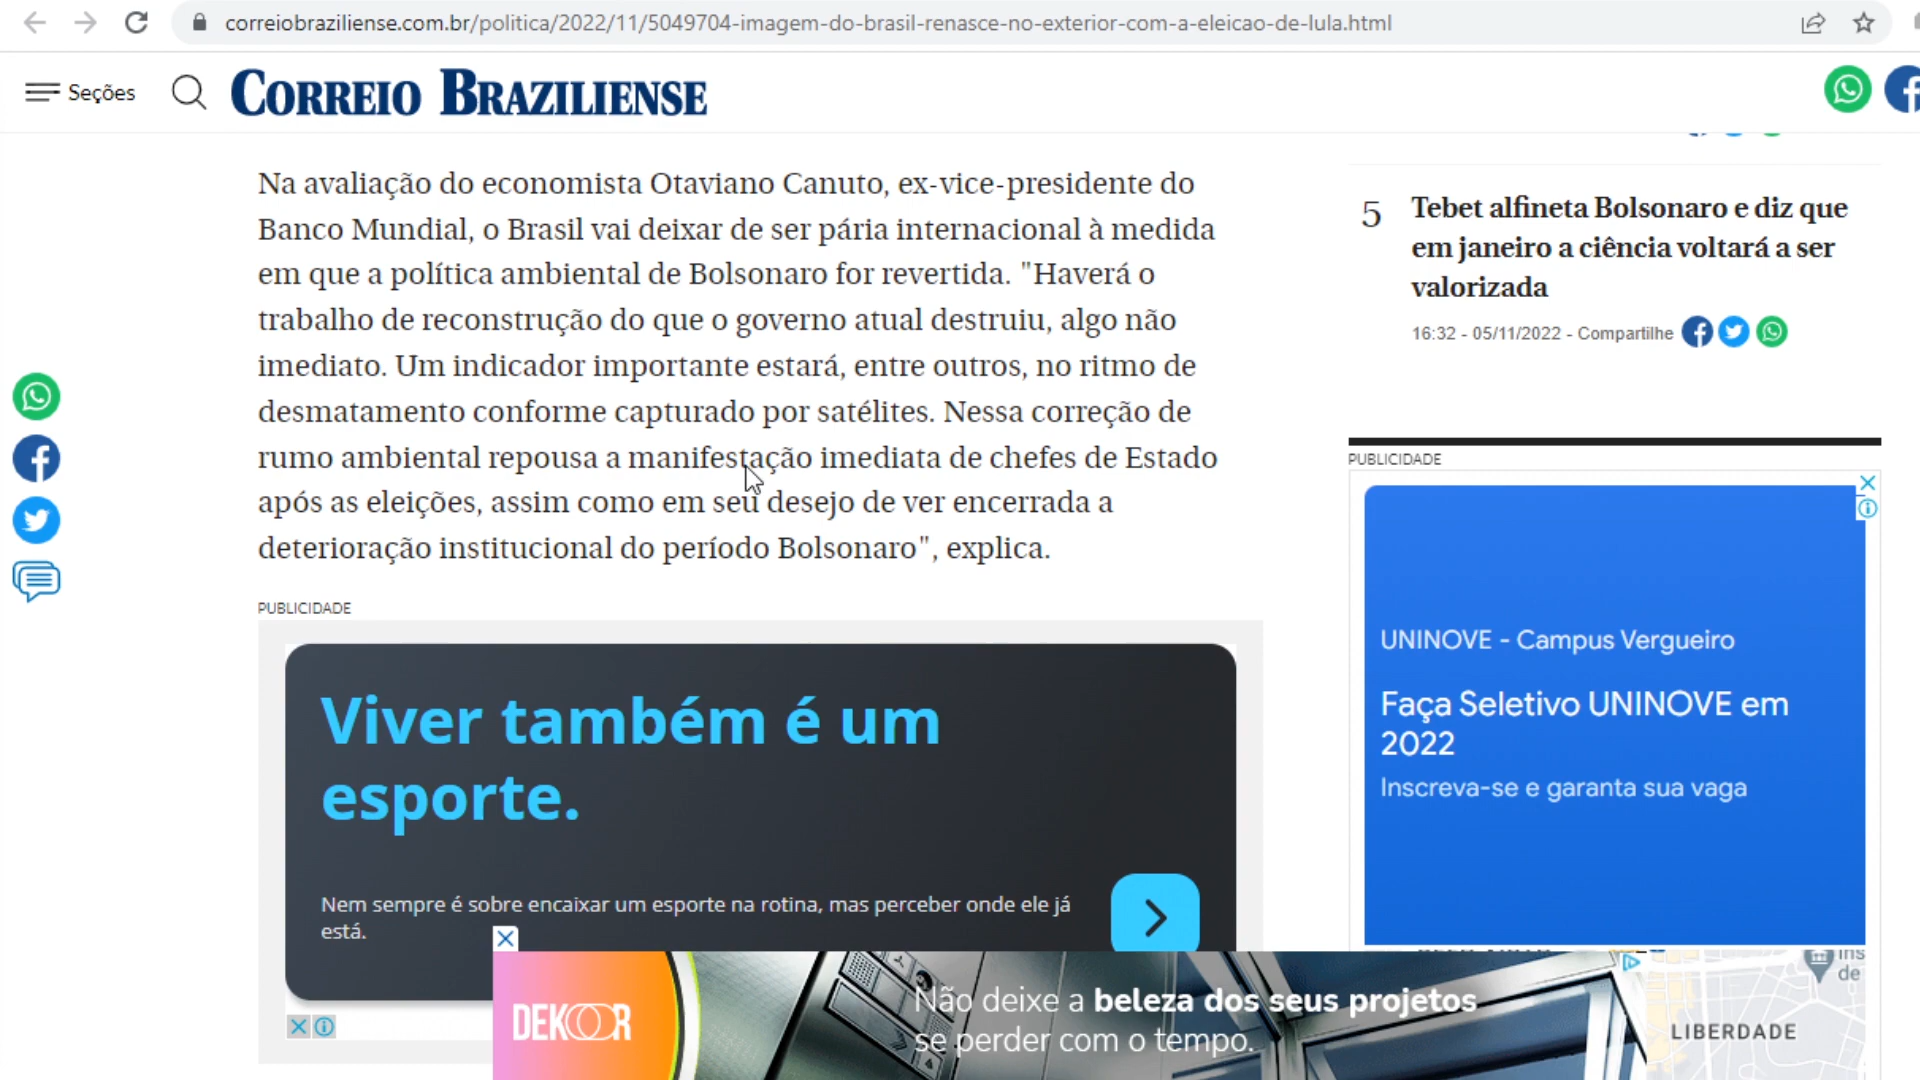 correiobraziliense.com.br/politica/2022/11/5049704-imagem-do-brasil-renasce-no-exterior-com-a-eleicao-de-lula.html
Seções
CORREIO BRAZILIENSE
Na avaliação do economista Otaviano Canuto, ex-vice-presidente do
Banco Mundial, o Brasil vai deixar de ser pária internacional à medida
em que a política ambiental de Bolsonaro for revertida. "Haverá o
trabalho de reconstrução do que o governo atual destruiu, algo não
imediato. Um indicador importante estará, entre outros, no ritmo de
desmatamento conforme capturado por satélites. Nessa correção de
rumo ambiental repousa a manifestação imediata de chefes de Estado
após as eleições, assim como em seu desejo de ver encerrada a
deterioração institucional do período Bolsonaro", explica.
PUBLICIDADE
Viver também é um
esporte.
Nem sempre é sobre encaixar um esporte na rotina, mas perceber onde ele já
está.
5
Tebet alfineta Bolsonaro e diz que
em janeiro a ciência voltará a ser
valorizada
16:32 - 05/11/2022 - Compartilhe
PUBLICIDADE
UNINOVE - Campus Vergueiro
Faça Seletivo UNINOVE em
2022
Inscreva-se e garanta sua vaga
DEKOOR
Não deixe a beleza dos seus projetos
se perder com o tempo.
Ins
de
LIBERDADE